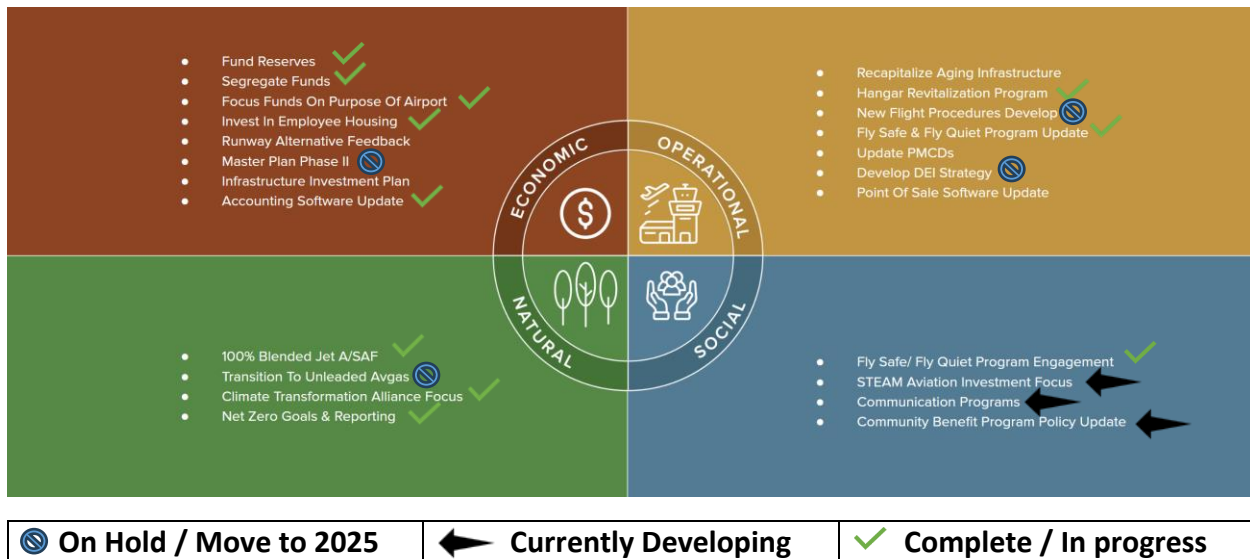 Fund Reserves
Segregate Funds
Focus Funds On Purpose Of Airport
Invest In Employee Housing
Runway Alternative Feedback
Master Plan Phase II
Infrastructure Investment Plan
Accounting Software Update
Recapitalize Aging Infrastructure
Hangar Revitalization Program
New Flight Procedures Develop
Fly Safe & Fly Quiet Program Update
Update PMCDs
Develop DEI Strategy
Point Of Sale Software Update
ECONOMIC
$
OPERATIONAL
NATURAL
SOCIAL
100% Blended Jet A/SAF
Transition To Unleaded Avgas
Climate Transformation Alliance Focus
Net Zero Goals & Reporting
Fly Safe/ Fly Quiet Program Engagement
STEAM Aviation Investment Focus
Communication Programs
Community Benefit Program Policy Update
On Hold / Move to 2025
Currently Developing
Complete / In progress